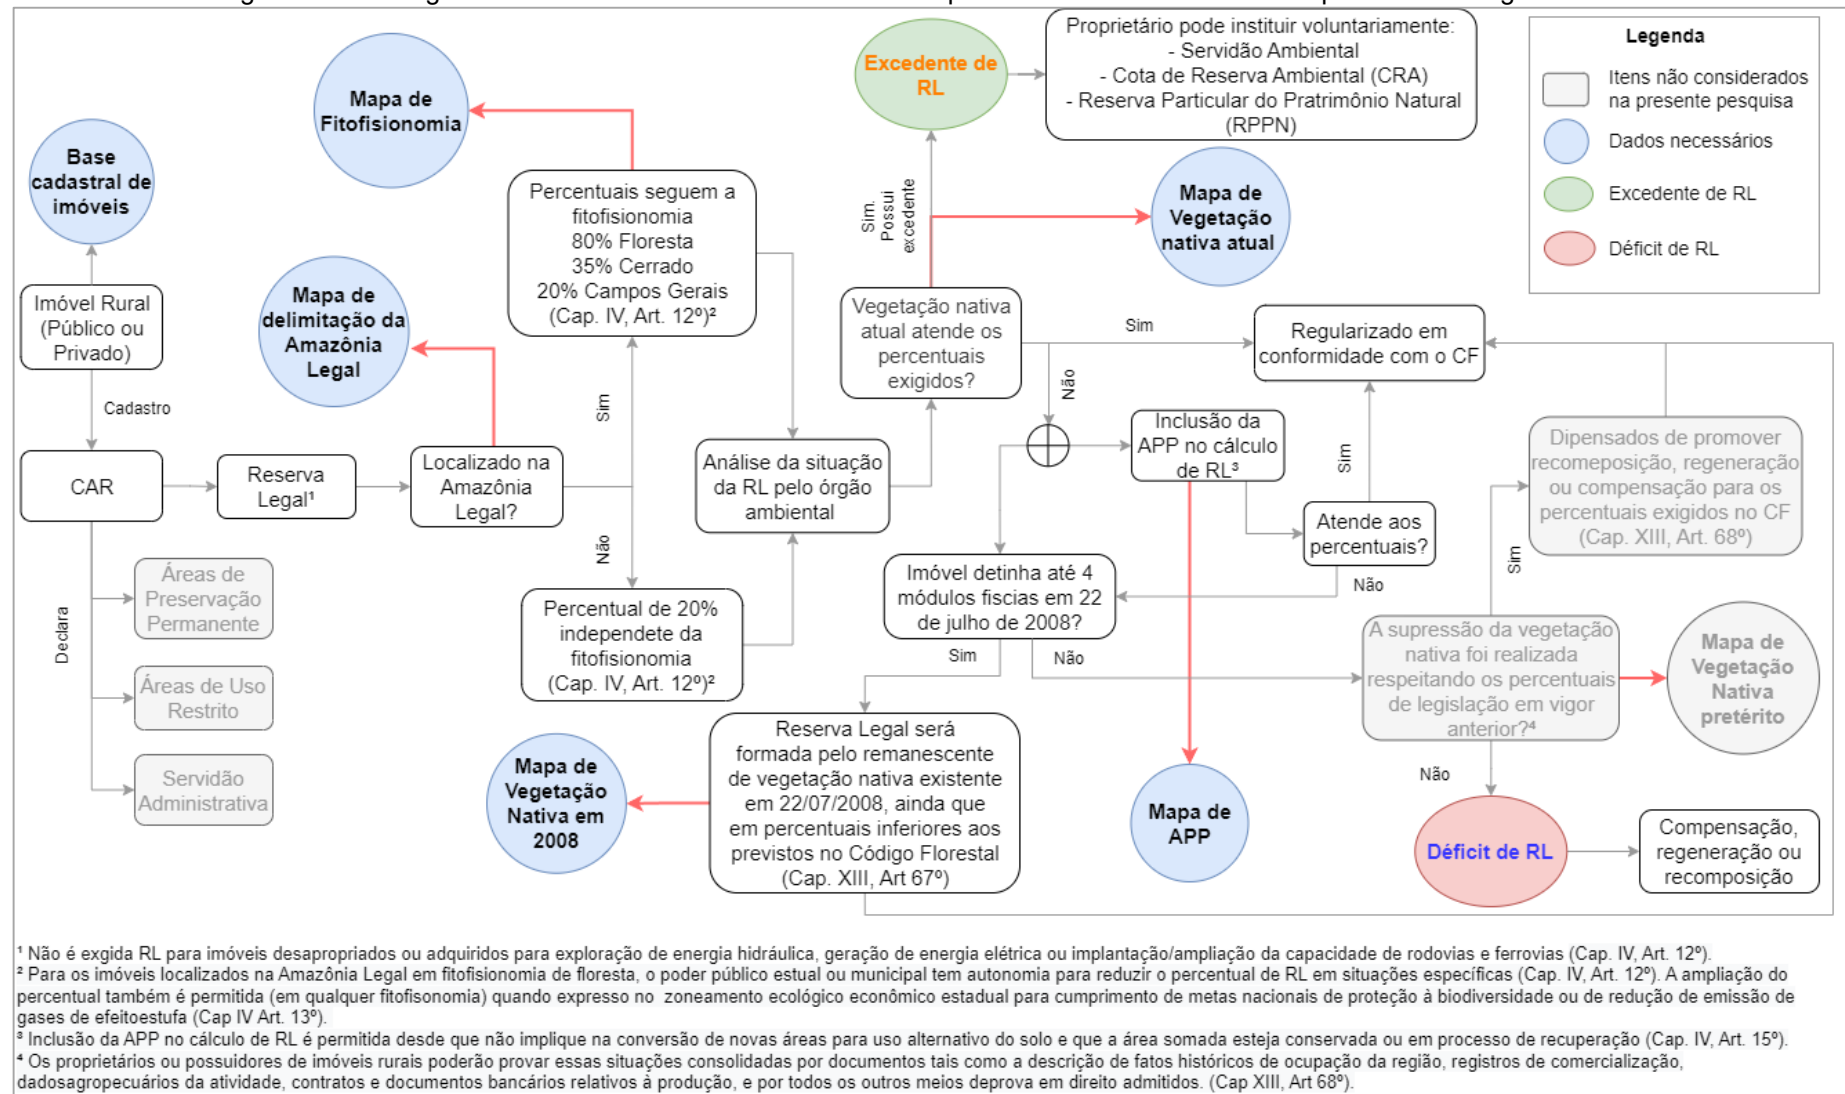 Proprietário pode instituir voluntariamente:
- Servidão Ambiental
- Cota de Reserva Ambiental (CRA)
- Reserva Particular do Pratrimônio Natural
(RPPN)
Excedente de
RL
Legenda
Itens não considerados
na presente pesquisa
Dados necessários
Excedente de RL
Déficit de RL
Mapa de
Fitofisionomia
Base
cadastral de
imóveis
Percentuais seguem a
fitofisionomia
80% Floresta
35% Cerrado
20% Campos Gerais
(Cap. IV, Art. 12º)²
Sim.
Possui
excedente
Mapa de
Vegetação
nativa atual
Imóvel Rural
(Público ou
Privado)
Mapa de
delimitação da
Amazônia
Legal
Vegetação nativa
atual atende os
percentuais
exigidos?
Sim
Regularizado em
conformidade com o CF
Não
Cadastro
Sim
CAR
Reserva
Legal¹
Localizado na
Amazônia
Legal?
Análise da situação
da RL pelo órgão
ambiental
Inclusão da
APP no cálculo
de RL³
Sim
Atende aos
percentuais?
Não
Dipensados de promover
recomeposição, regeneração
ou compensação para os
percentuais exigidos no CF
(Cap. XIII, Art. 68º)
Sim
Não
Declara
Áreas de
Preservação
Permanente
Áreas de Uso
Restrito
Servidão
Administrativa
Percentual de 20%
independete da
fitofisionomia
(Cap. IV, Art. 12º)²
Imóvel detinha até 4
módulos fiscias em 22
de julho de 2008?
Sim
Não
A supressão da vegetação
nativa foi realizada
respeitando os percentuais
de legislação em vigor
anterior?⁴
Mapa de
Vegetação
Nativa
pretérito
Mapa de
Vegetação
Nativa em
2008
Reserva Legal será
formada pelo remanescente
de vegetação nativa existente
em 22/07/2008, ainda que
em percentuais inferiores aos
previstos no Código Florestal
(Cap. XIII, Art 67º)
Mapa de
APP
Não
Déficit de RL
Compensação,
regeneração ou
recomposição
¹ Não é exgida RL para imóveis desapropriados ou adquiridos para exploração de energia hidráulica, geração de energia elétrica ou implantação/ampliação da capacidade de rodovias e ferrovias (Cap. IV, Art. 12º).
² Para os imóveis localizados na Amazônia Legal em fitofisionomia de floresta, o poder público estual ou municipal tem autonomia para reduzir o percentual de RL em situações específicas (Cap. IV, Art. 12º). A ampliação do
percentual também é permitida (em qualquer fitofisonomia) quando expresso no zoneamento ecológico econômico estadual para cumprimento de metas nacionais de proteção à biodiversidade ou de redução de emissão de
gases de efeitoestufa (Cap IV Art. 13º).
³ Inclusão da APP no cálculo de RL é permitida desde que não implique na conversão de novas áreas para uso alternativo do solo e que a área somada esteja conservada ou em processo de recuperação (Cap. IV, Art. 15º).
⁴ Os proprietários ou possuidores de imóveis rurais poderão provar essas situações consolidadas por documentos tais como a descrição de fatos históricos de ocupação da região, registros de comercialização,
dadosagropecuários da atividade, contratos e documentos bancários relativos à produção, e por todos os outros meios deprova em direito admitidos. (Cap XIII, Art 68º).